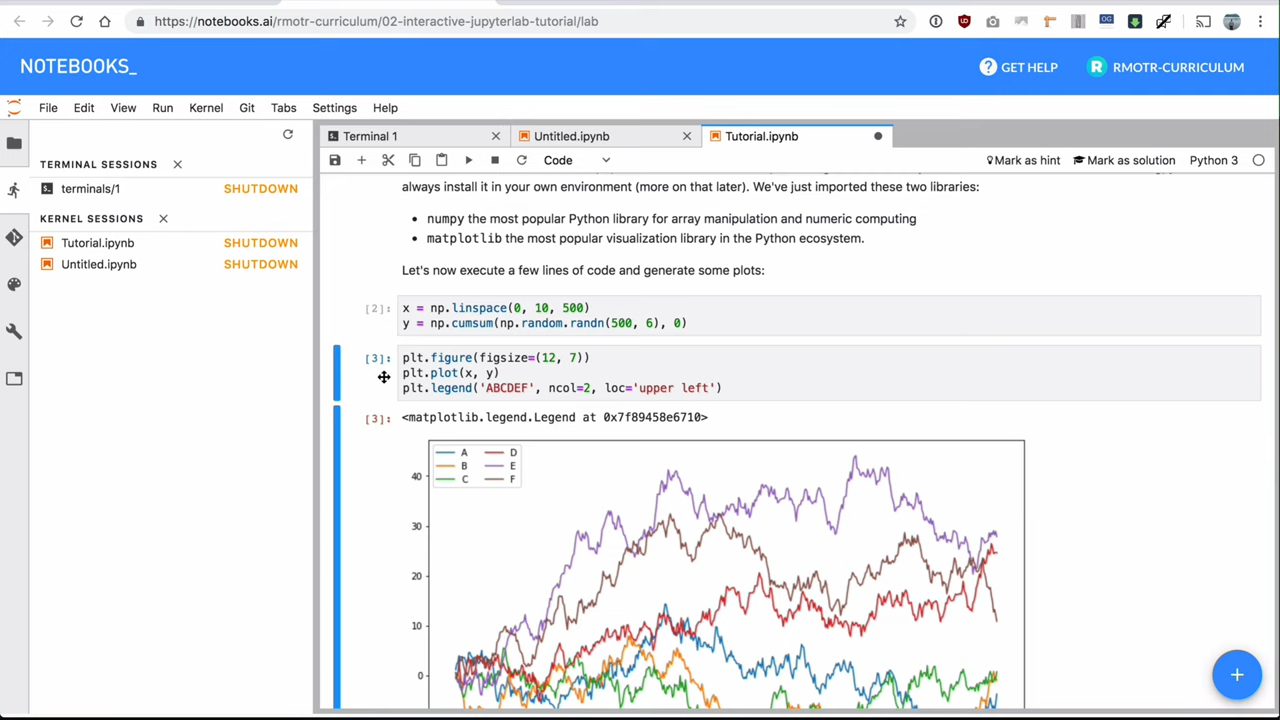 https://notebooks.ai/rmotr-curriculum/02-interactive-jupyterlab-tutorial/lab
NOTEBOOKS_
? GET HELP
R RMOTR-CURRICULUM
File Edit View Run Kernel Git Tabs Settings Help
TERMINAL SESSIONS
terminals/1 SHUTDOWN
KERNEL SESSIONS
Tutorial.ipynb SHUTDOWN
Untitled.ipynb SHUTDOWN
Terminal 1 Untitled.ipynb Tutorial.ipynb
Code
Mark as hint Mark as solution Python 3
always install it in your own environment (more on that later). We've just imported these two libraries:
• numpy the most popular Python library for array manipulation and numeric computing
• matplotlib the most popular visualization library in the Python ecosystem.
Let's now execute a few lines of code and generate some plots:
[2]: x = np.linspace(0, 10, 500)
y = np.cumsum(np.random.randn(500, 6), 0)
[3]: plt.figure(figsize=(12, 7))
plt.plot(x, y)
plt.legend('ABCDEF', ncol=2, loc='upper left')
[3]: <matplotlib.legend.Legend at 0x7f89458e6710>
A D
B E
C F
40
30
20
10
0